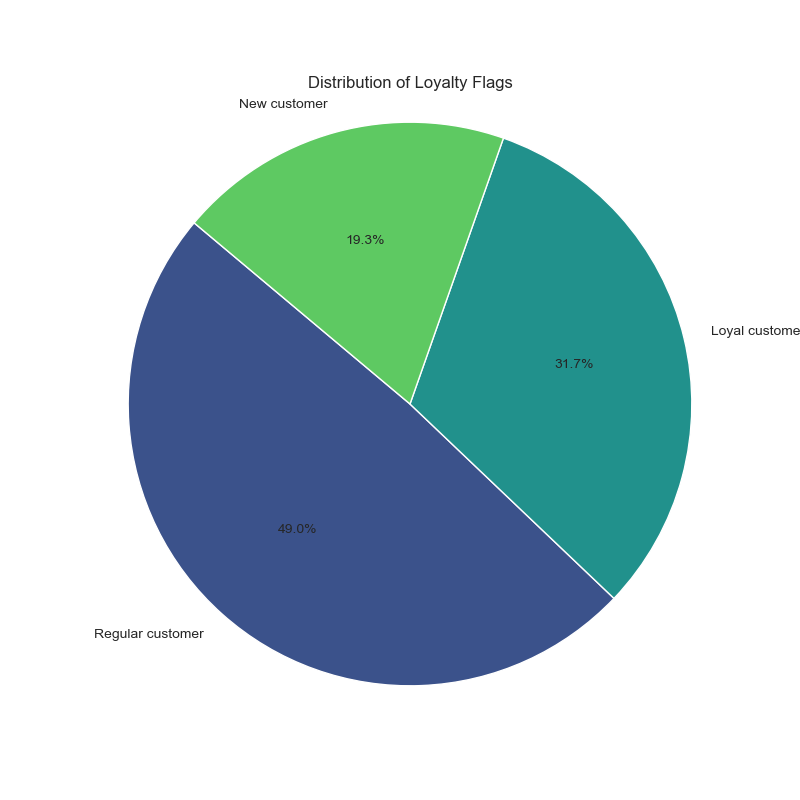 Distribution of Loyalty Flags
New customer
19.3%
Loyal custome
31.7%
49.0%
Regular customer